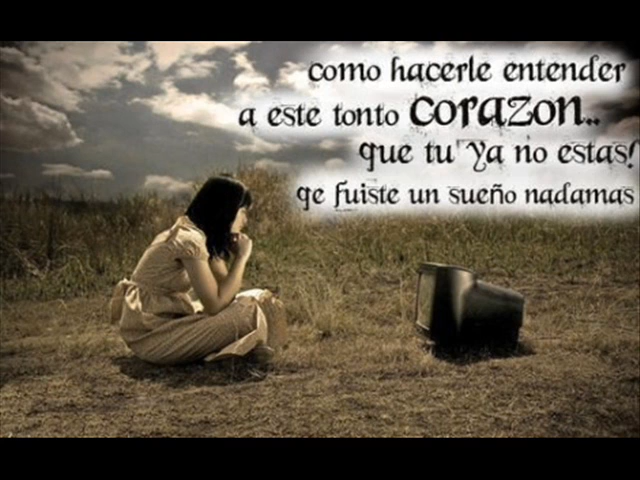 como hacerle entender
a este tonto corazon..
que tu ya no estas!
qe fuiste un sueño nadamas